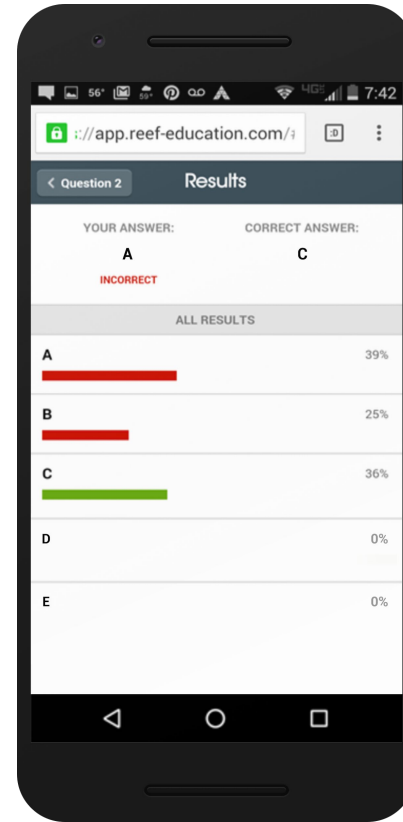 56° 59° 4G 7:42
://app.reef-education.com/ :D
< Question 2 Results
YOUR ANSWER: CORRECT ANSWER:
A C
INCORRECT
ALL RESULTS
A 39%
B 25%
C 36%
D 0%
E 0%